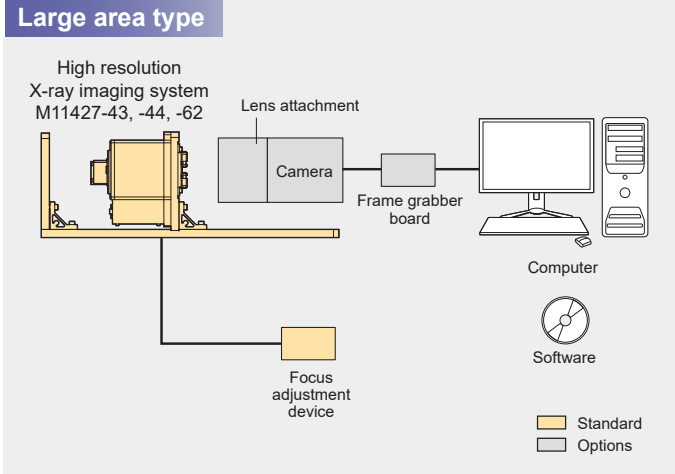 Large area type
High resolution
X-ray imaging system
M11427-43, -44, -62
Lens attachment
Camera
Frame grabber
board
Computer
Software
Focus
adjustment
device
Standard
Options